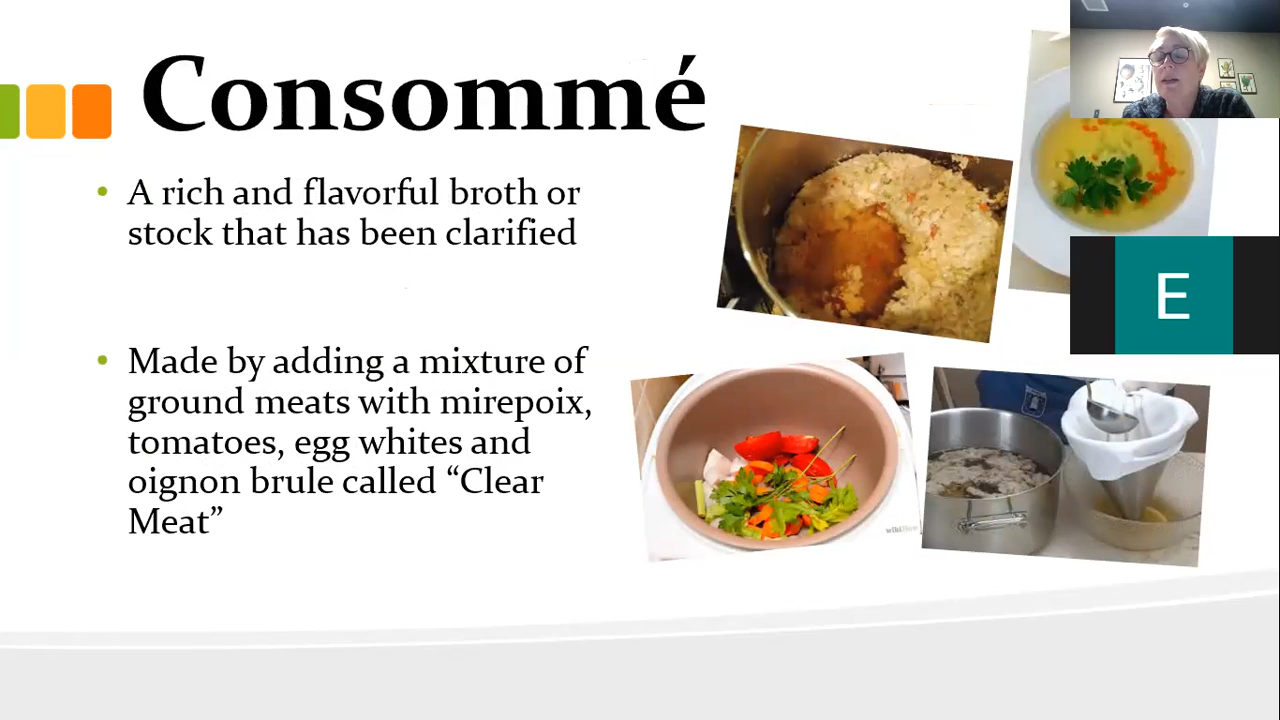 Consommé
• A rich and flavorful broth or
stock that has been clarified
• Made by adding a mixture of
ground meats with mirepoix,
tomatoes, egg whites and
oignon brule called “Clear
Meat”
E
wikiHow